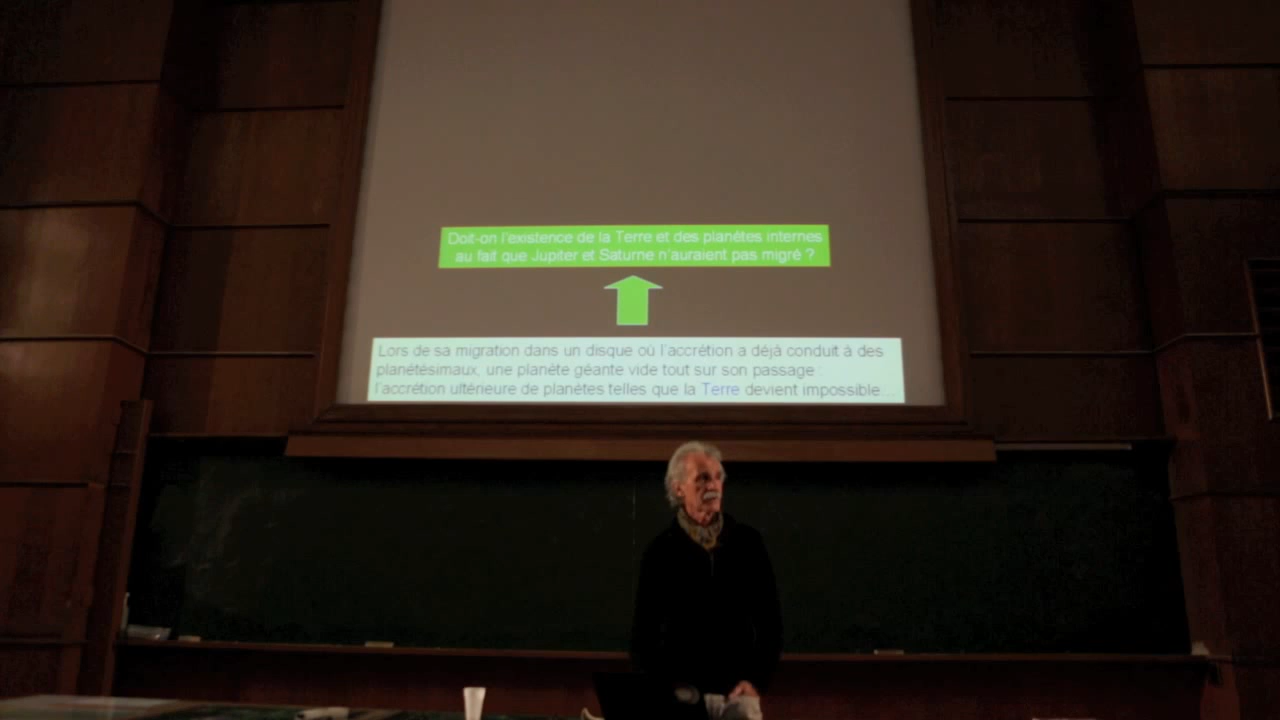 Doit-on l'existence de la Terre et des planètes internes
au fait que Jupiter et Saturne n'auraient pas migré ?
Lors de sa migration dans un disque où l'accrétion a déjà conduit à des
planétésimaux, une planète géante vide tout sur son passage :
l'accrétion ultérieure de planètes telles que la Terre devient impossible...